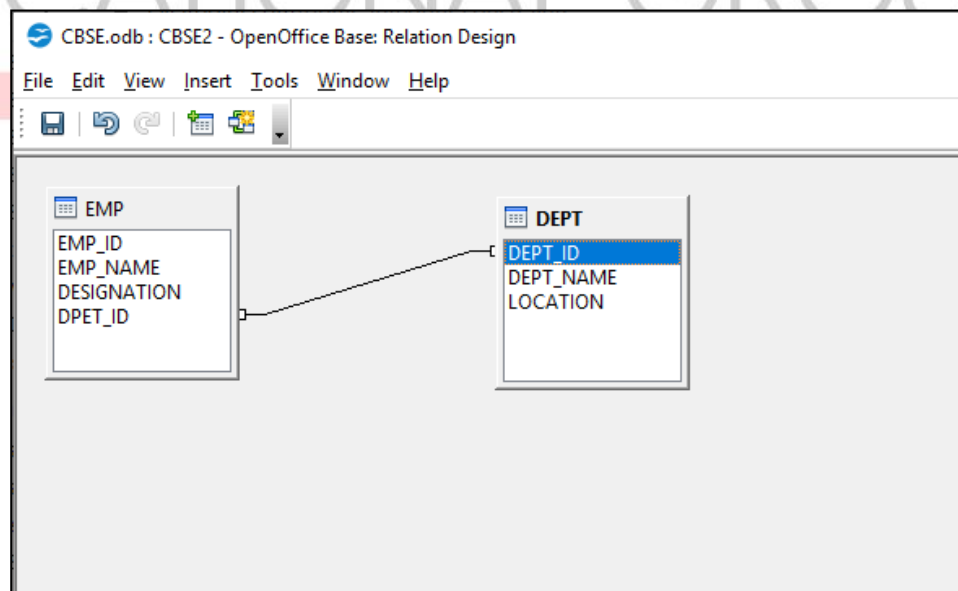 CBSE.odb : CBSE2 - OpenOffice Base: Relation Design
File Edit View Insert Tools Window Help
EMP
EMP_ID
EMP_NAME
DESIGNATION
DPET_ID
DEPT
DEPT_ID
DEPT_NAME
LOCATION